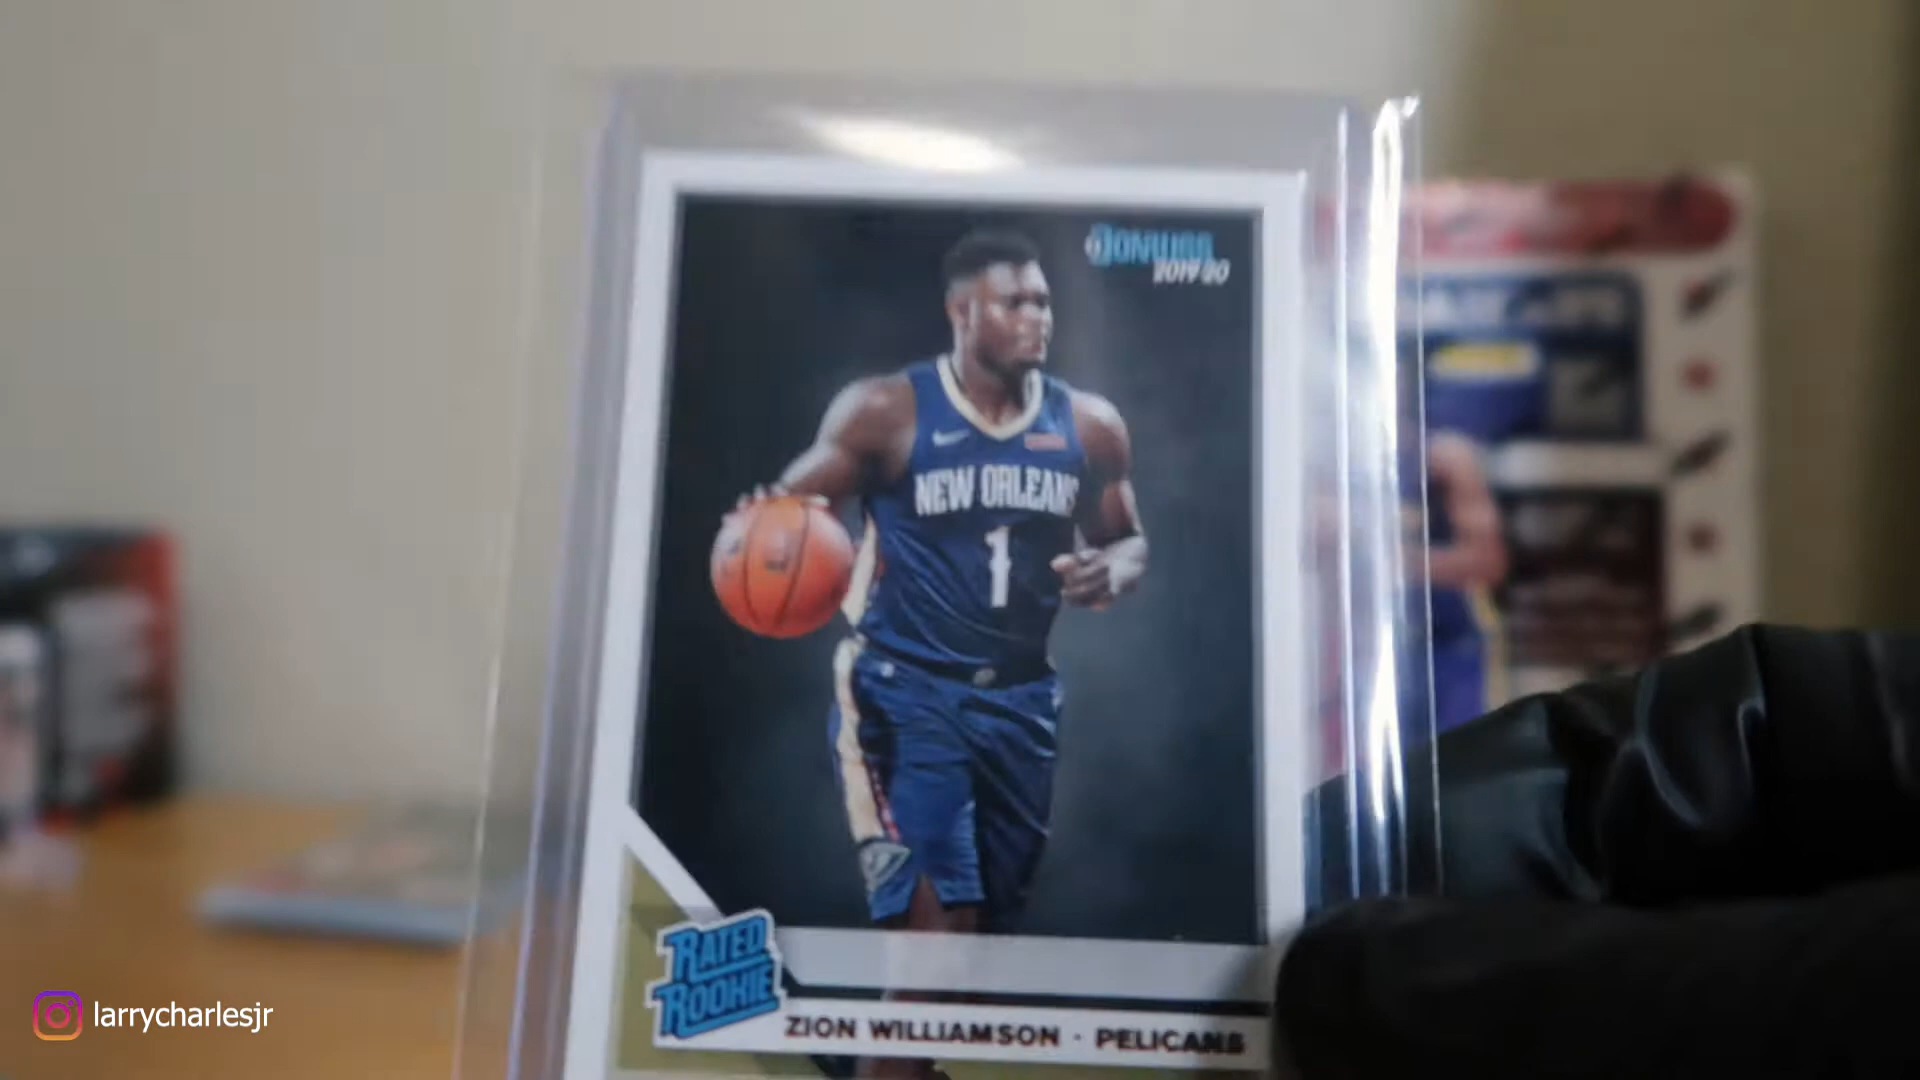 DONRUSS
2019-20
NEW ORLEANS
1
RATED
ROOKIE
ZION WILLIAMSON · PELICANS
larrycharlesjr